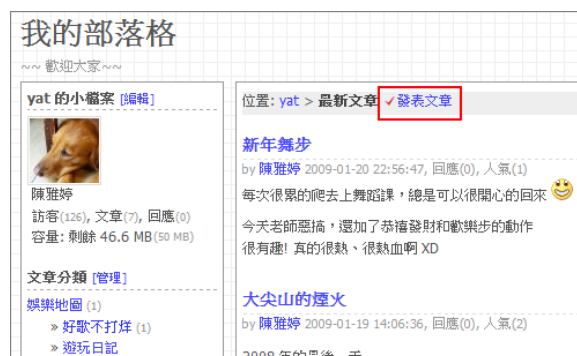 我的部落格
~~ 歡迎大家~~
yat 的小檔案 [編輯]
陳雅婷
訪客(126), 文章(7), 回應(0)
容量: 剩餘 46.6 MB(50 MB)
文章分類 [管理]
娛樂地圖 (1)
» 好歌不打烊 (1)
» 遊玩日記
位置: yat > 最新文章 ✓發表文章
新年舞步
by 陳雅婷 2009-01-20 22:56:47, 回應(0), 人氣(1)
每次很累的爬去上舞蹈課，總是可以很開心的回來
今天老師惡搞，還加了恭禧發財和歡樂步的動作
很有趣! 真的很熱、很熱血啊 XD
大尖山的煙火
by 陳雅婷 2009-01-19 14:06:36, 回應(0), 人氣(2)